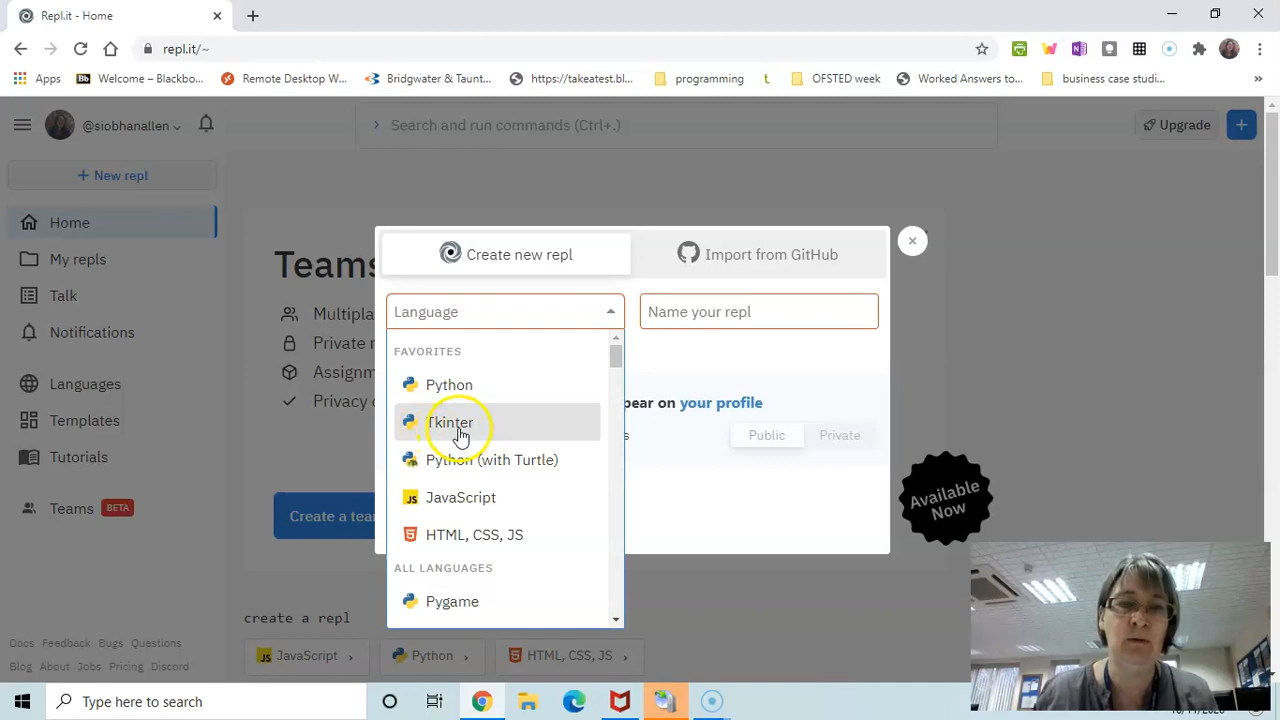 Repl.it - Home
repl.it/~
Apps
Welcome – Blackbo...
Remote Desktop W...
Bridgwater & Taunt...
https://takeatest.bl...
programming
t
OFSTED week
Worked Answers to...
business case studi...
»
@siobhanallen
Search and run commands (Ctrl+.)
Upgrade
+ New repl
Home
My repls
Talk
Notifications
Languages
Templates
Tutorials
Teams BETA
Docs Feedback Bugs Questions
Blog About Jobs Pricing Discord
Teams
Multipla
Private r
Assignm
Privacy c
Create a tea
Create new repl
Import from GitHub
Language
Name your repl
FAVORITES
Python
Tkinter
Python (with Turtle)
JavaScript
HTML, CSS, JS
ALL LANGUAGES
Pygame
pear on your profile
s
Public
Private
Available
Now
create a repl
JavaScript ›
Python ›
HTML, CSS, JS ›
Type here to search